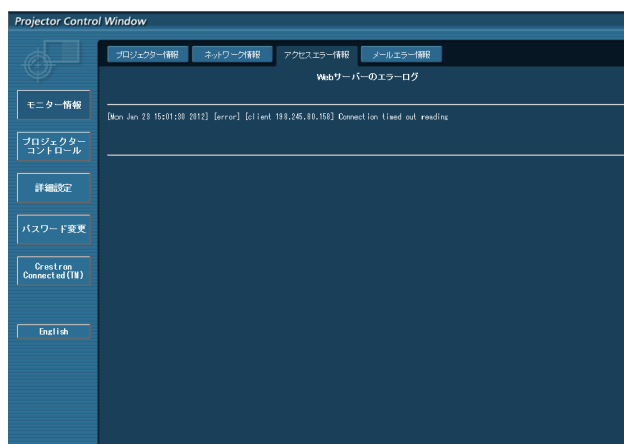 Projector Control Window
プロジェクター情報
ネットワーク情報
アクセスエラー情報
メールエラー情報
Webサーバーのエラーログ
モニター情報
[Mon Jan 23 15:01:30 2012] [error] [client 198.245.80.158] Connection timed out reading
プロジェクター
コントロール
詳細設定
パスワード変更
Crestron
Connected(TM)
English